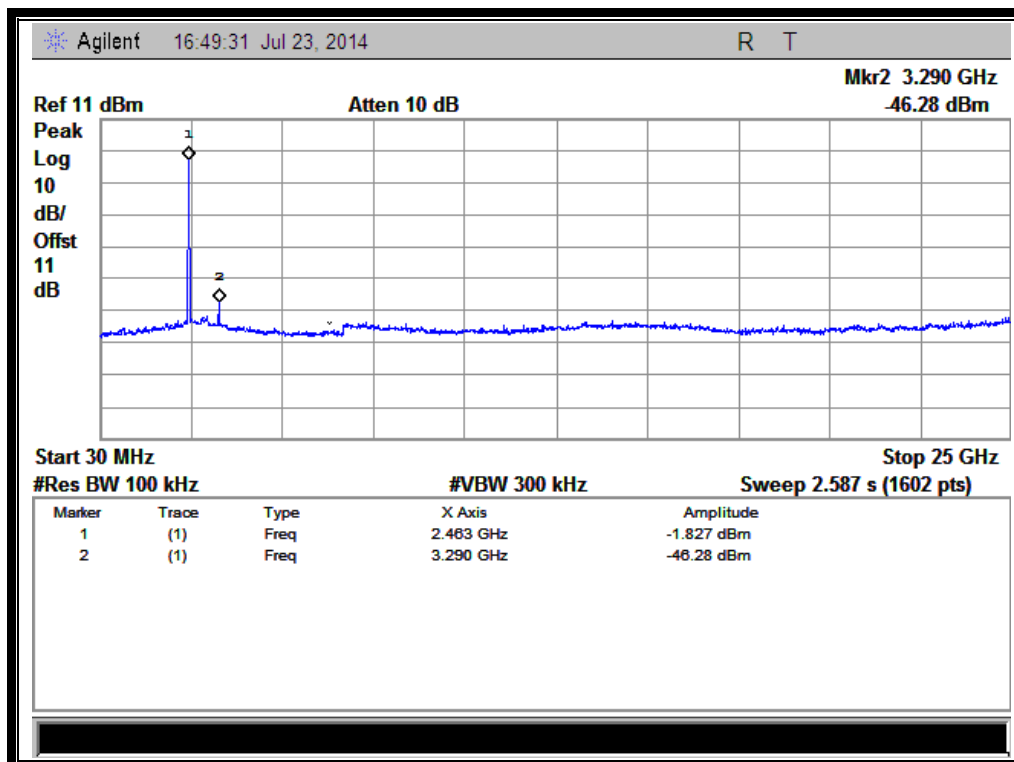 Agilent 16:49:31 Jul 23, 2014 R T
Mkr2 3.290 GHz
Ref 11 dBm Atten 10 dB -46.28 dBm
Peak
Log
10
dB/
Offst
11
dB
1
2
Start 30 MHz Stop 25 GHz
#Res BW 100 kHz #VBW 300 kHz Sweep 2.587 s (1602 pts)
Marker Trace Type X Axis Amplitude
1 (1) Freq 2.463 GHz -1.827 dBm
2 (1) Freq 3.290 GHz -46.28 dBm